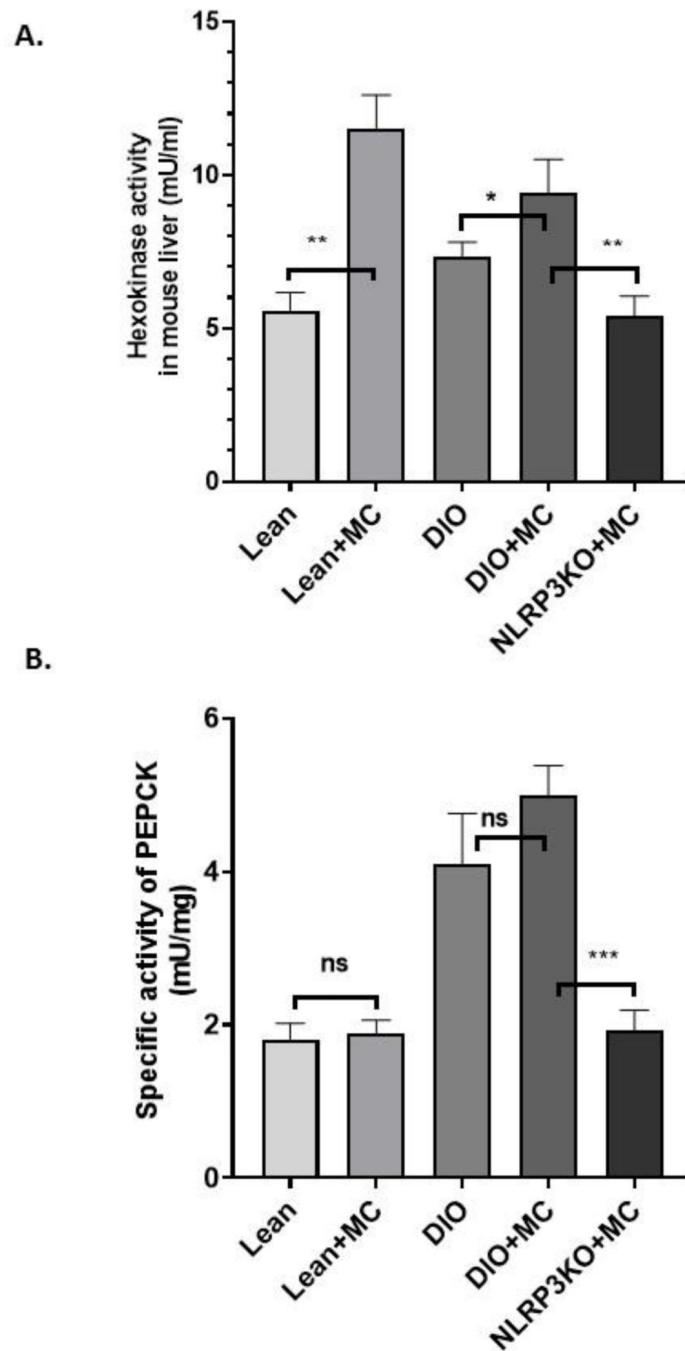 A.
Hexokinase activity
in mouse liver (mU/ml)
15
10
5
0
**
*
**
Lean
Lean+MC
DIO
DIO+MC
NLRP3KO+MC
B.
Specific activity of PEPCK
(mU/mg)
6
4
2
0
ns
ns
***
Lean
Lean+MC
DIO
DIO+MC
NLRP3KO+MC